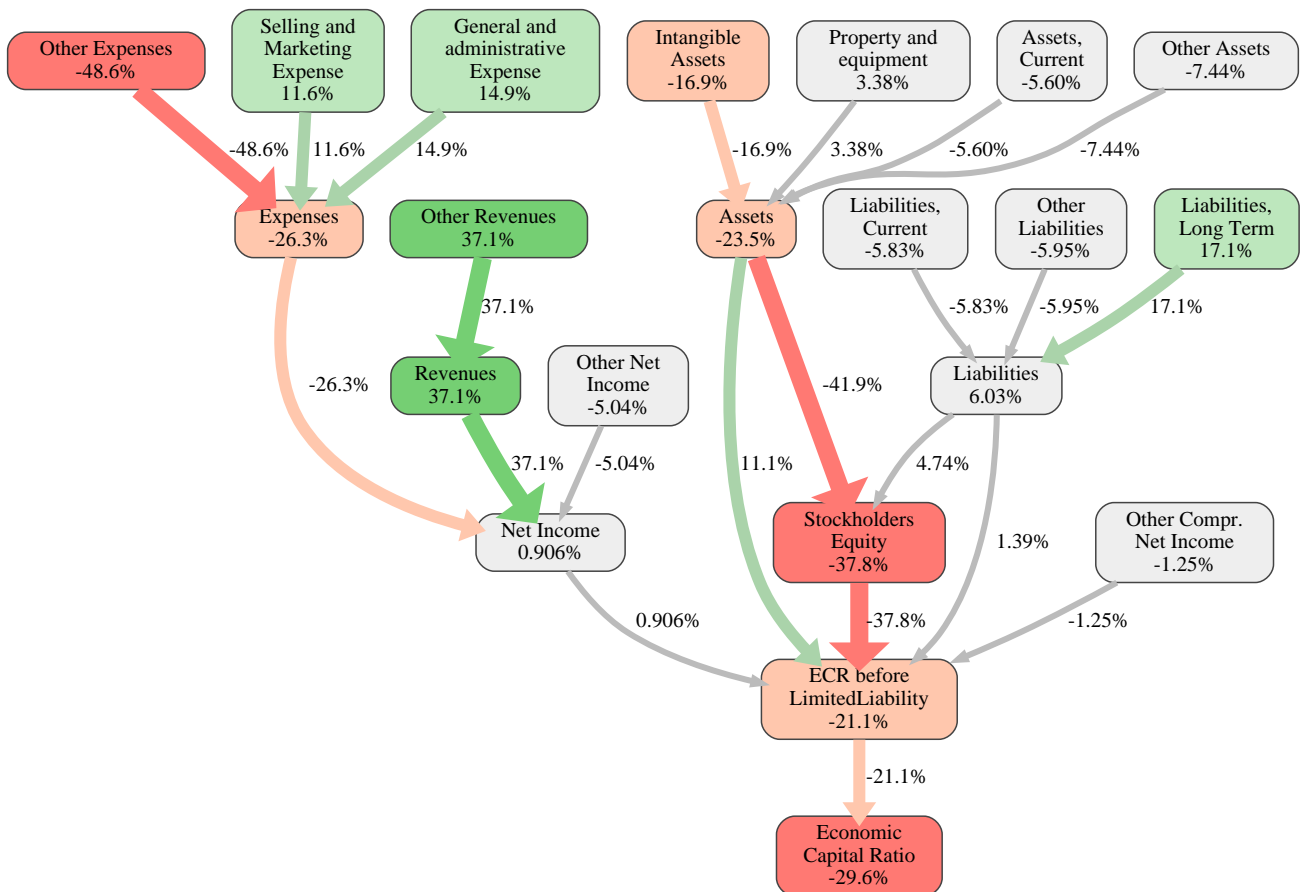 Other Expenses
-48.6%
Selling and
Marketing
Expense
11.6%
General and
administrative
Expense
14.9%
Intangible
Assets
-16.9%
Property and
equipment
3.38%
Assets,
Current
-5.60%
Other Assets
-7.44%
-48.6%
11.6%
14.9%
-16.9%
3.38%
-5.60%
-7.44%
Expenses
-26.3%
Other Revenues
37.1%
Assets
-23.5%
Liabilities,
Current
-5.83%
Other
Liabilities
-5.95%
Liabilities,
Long Term
17.1%
37.1%
-5.83%
-5.95%
17.1%
-26.3%
Revenues
37.1%
Other Net
Income
-5.04%
-41.9%
Liabilities
6.03%
37.1%
-5.04%
11.1%
4.74%
Net Income
0.906%
Stockholders
Equity
-37.8%
1.39%
Other Compr.
Net Income
-1.25%
0.906%
-37.8%
-1.25%
ECR before
LimitedLiability
-21.1%
-21.1%
Economic
Capital Ratio
-29.6%